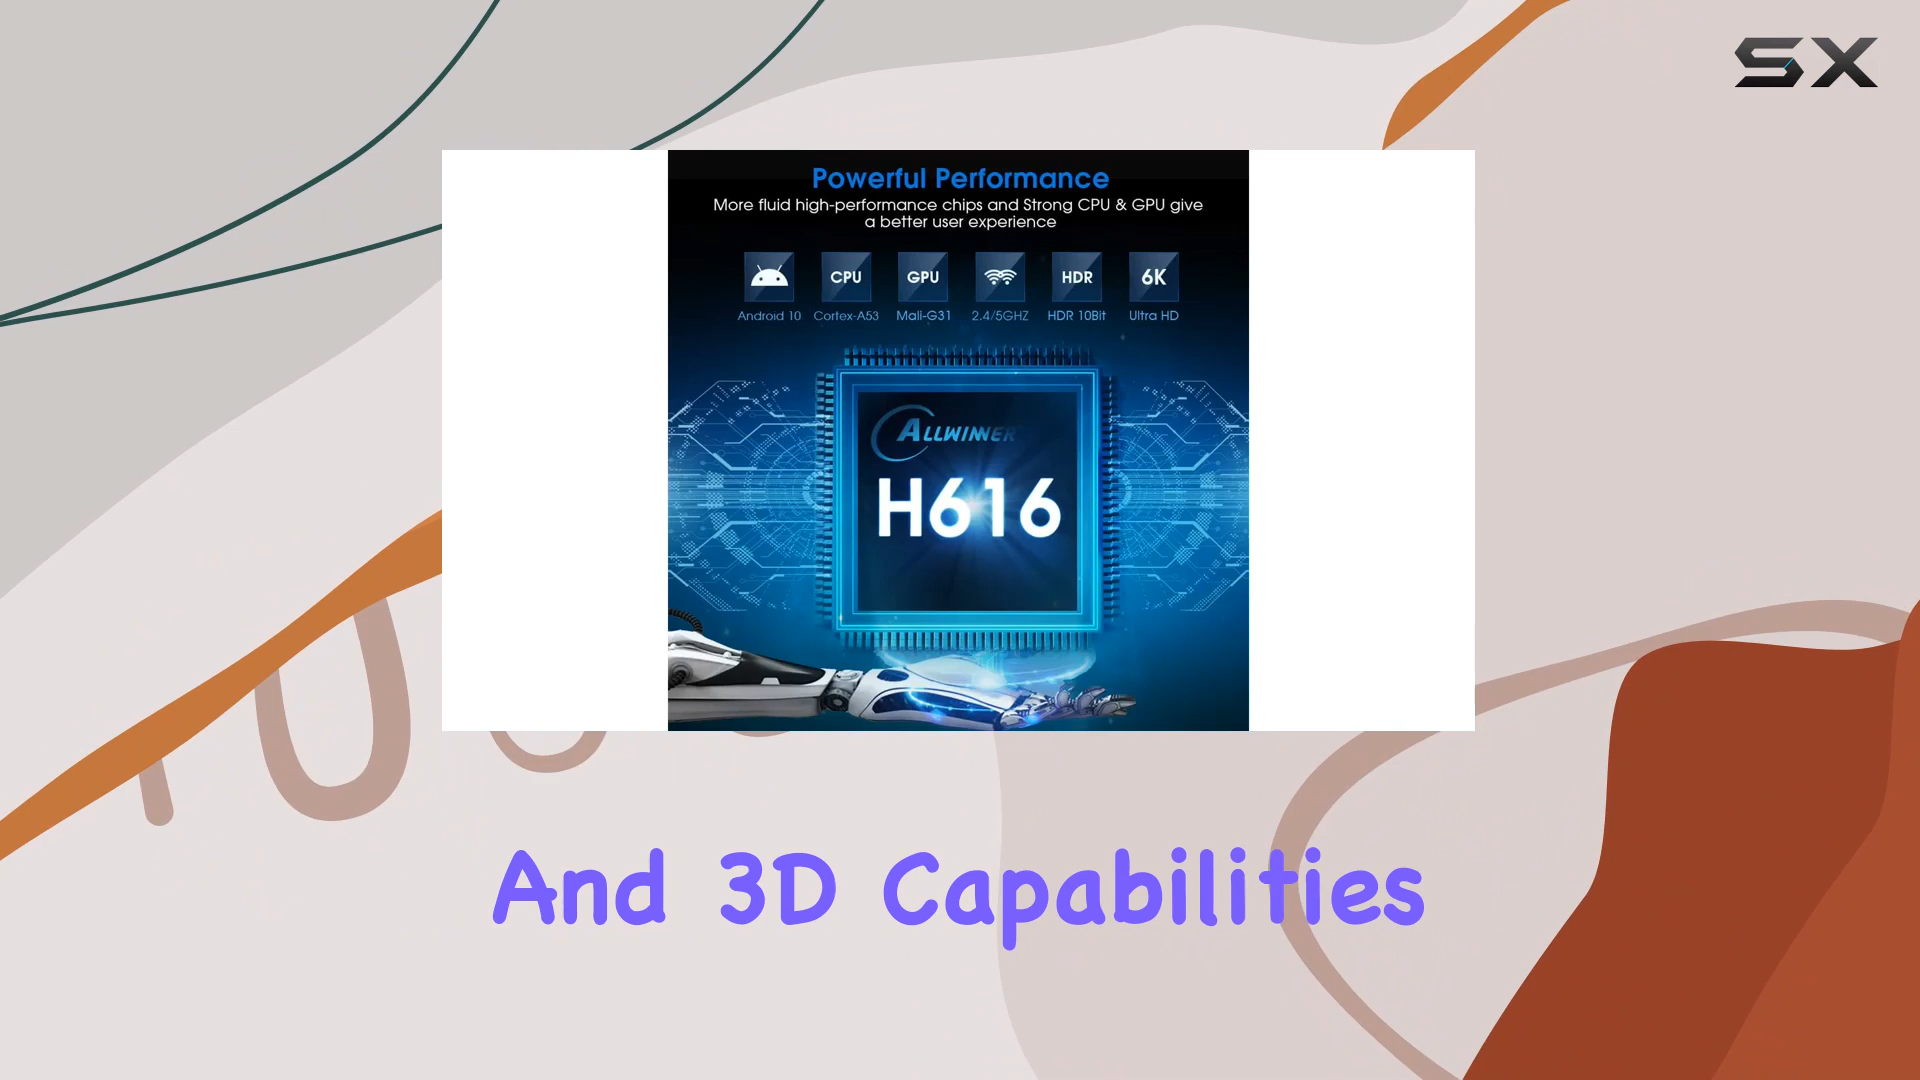 SX
Powerful Performance
More fluid high-performance chips and Strong CPU & GPU give
a better user experience
CPU GPU HDR 6K
Android 10 Cortex-A53 Mali-G31 2.4/5GHZ HDR 10Bit Ultra HD
ALLWINNER
H616
And 3D Capabilities